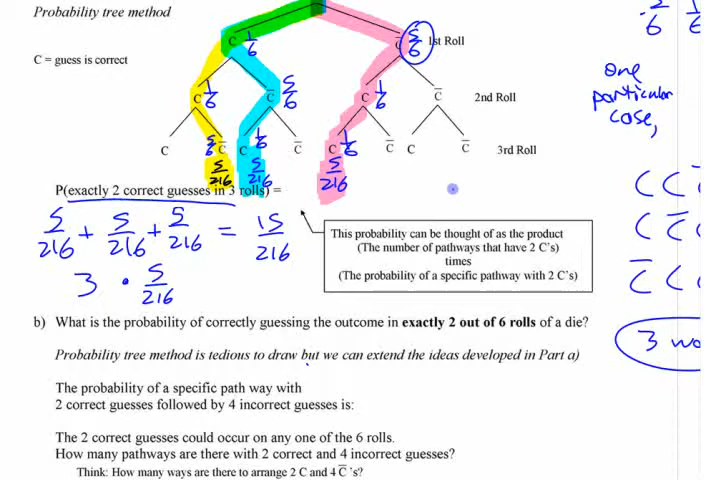 Probability tree method
C = guess is correct
C 1/6
C̅ 5/6 1st Roll
C 1/6 C̅ 5/6 C 1/6 C̅ 2nd Roll
C C̅ 5/6 C 1/6 C̅ C 1/6 C̅ C C̅ 3rd Roll
5/216 5/216 5/216
P(exactly 2 correct guesses in 3 rolls) =
5/216 + 5/216 + 5/216 = 15/216
3 · 5/216
This probability can be thought of as the product
(The number of pathways that have 2 C's)
times
(The probability of a specific pathway with 2 C's)
one
particular
case,
C C
C C̅
C̅ C
3
b) What is the probability of correctly guessing the outcome in exactly 2 out of 6 rolls of a die?
Probability tree method is tedious to draw but we can extend the ideas developed in Part a)
The probability of a specific path way with
2 correct guesses followed by 4 incorrect guesses is:
The 2 correct guesses could occur on any one of the 6 rolls.
How many pathways are there with 2 correct and 4 incorrect guesses?
Think: How many ways are there to arrange 2 C and 4 C̅ 's?